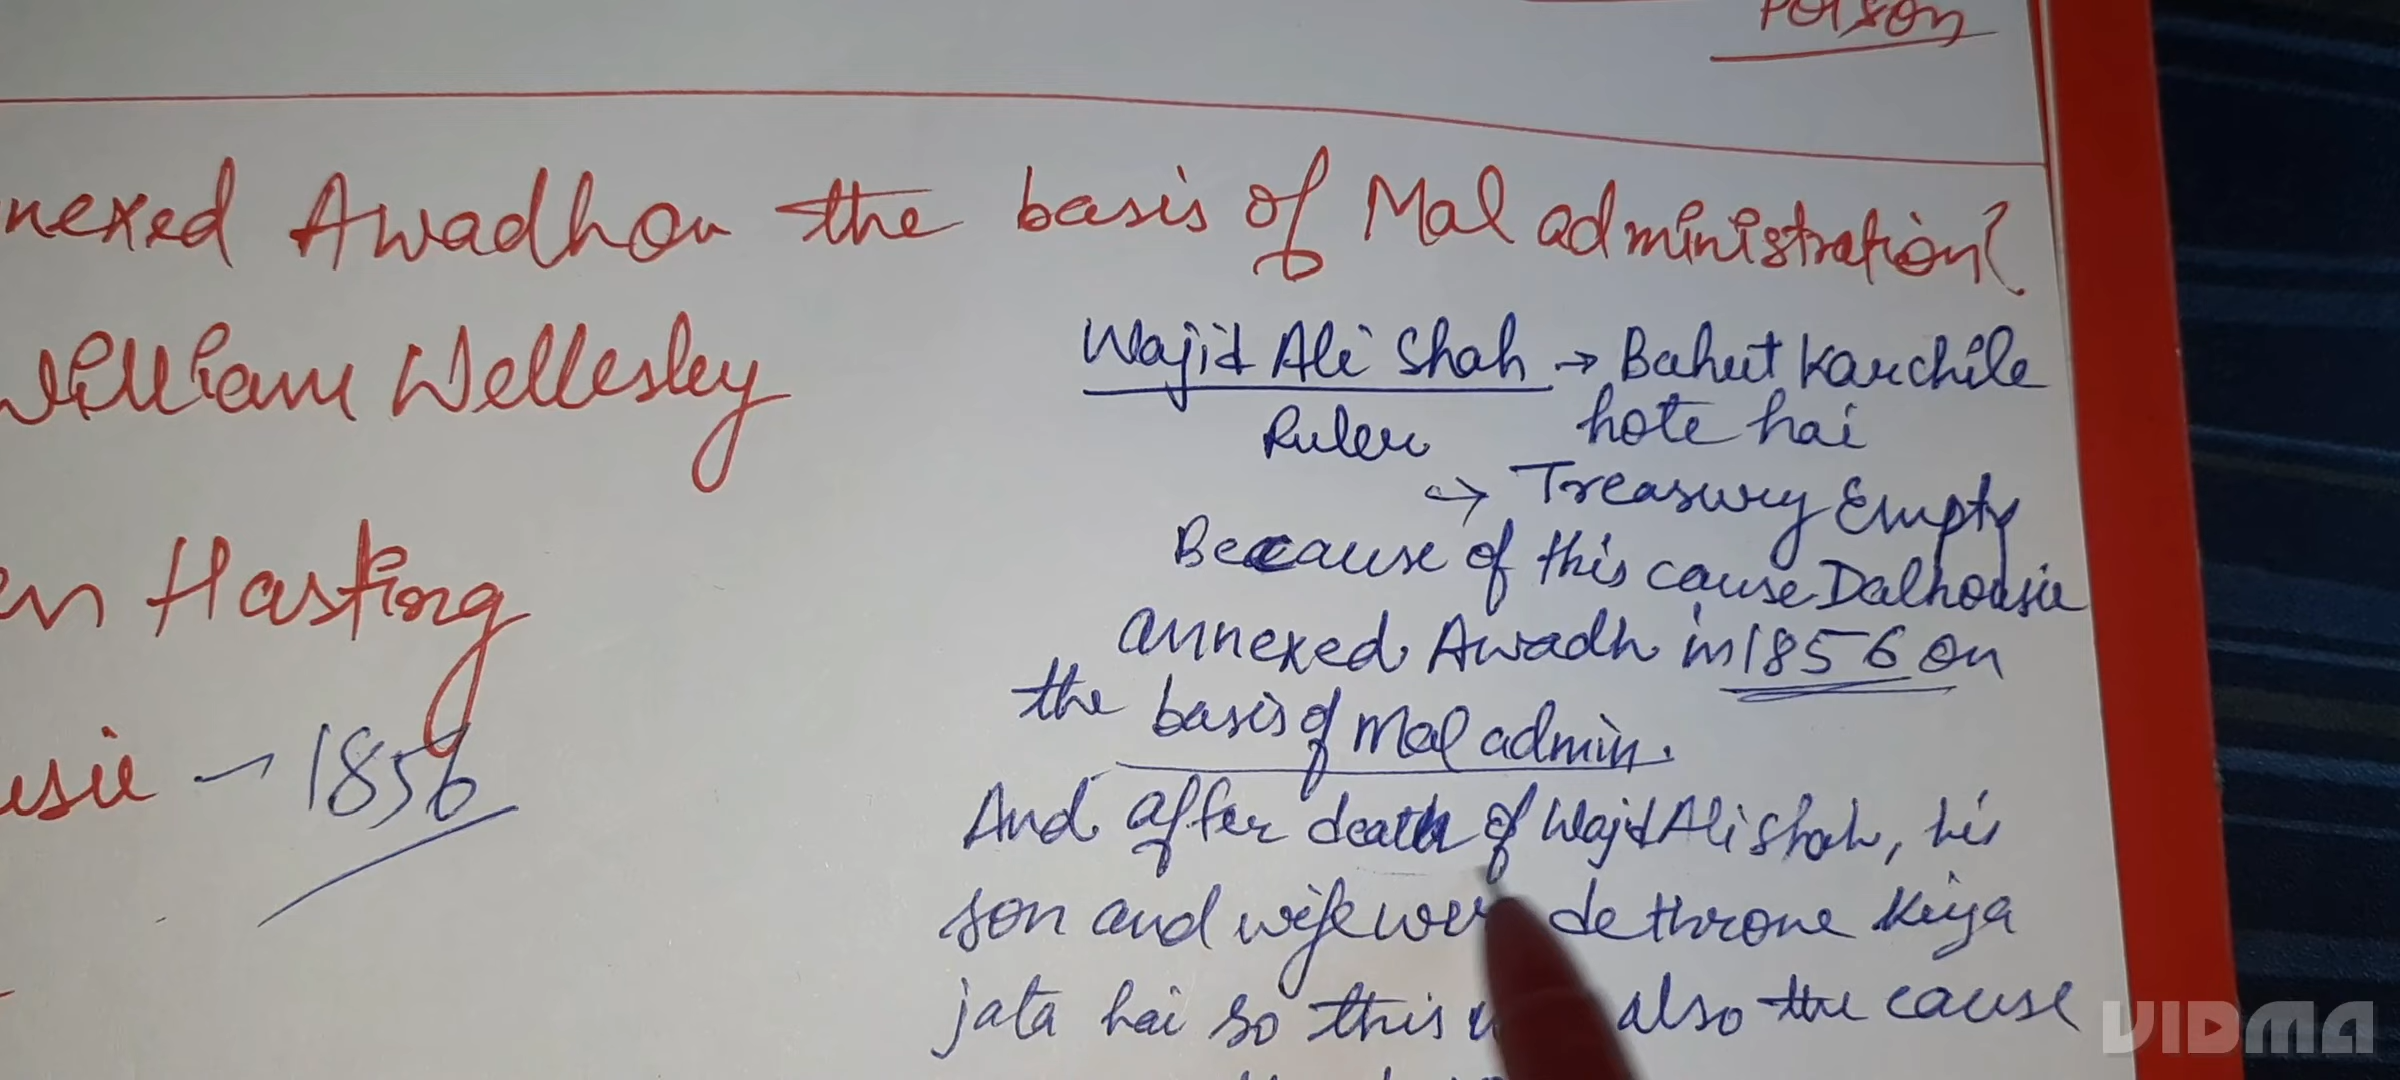 Poison
nexed Awadh on the basis of Mal administration?
William Wellesley
en Hasting
usie - 1856
Wajid Ali Shah → Bahut Karchile
Ruler hote hai
→ Treasury Empty
Because of this cause Dalhousie
annexed Awadh in 1856 on
the basis of Mal admin.
And after death of Wajid Ali Shah, his
son and wife wer dethrone kiya
jata hai so this also the cause
VIDMA